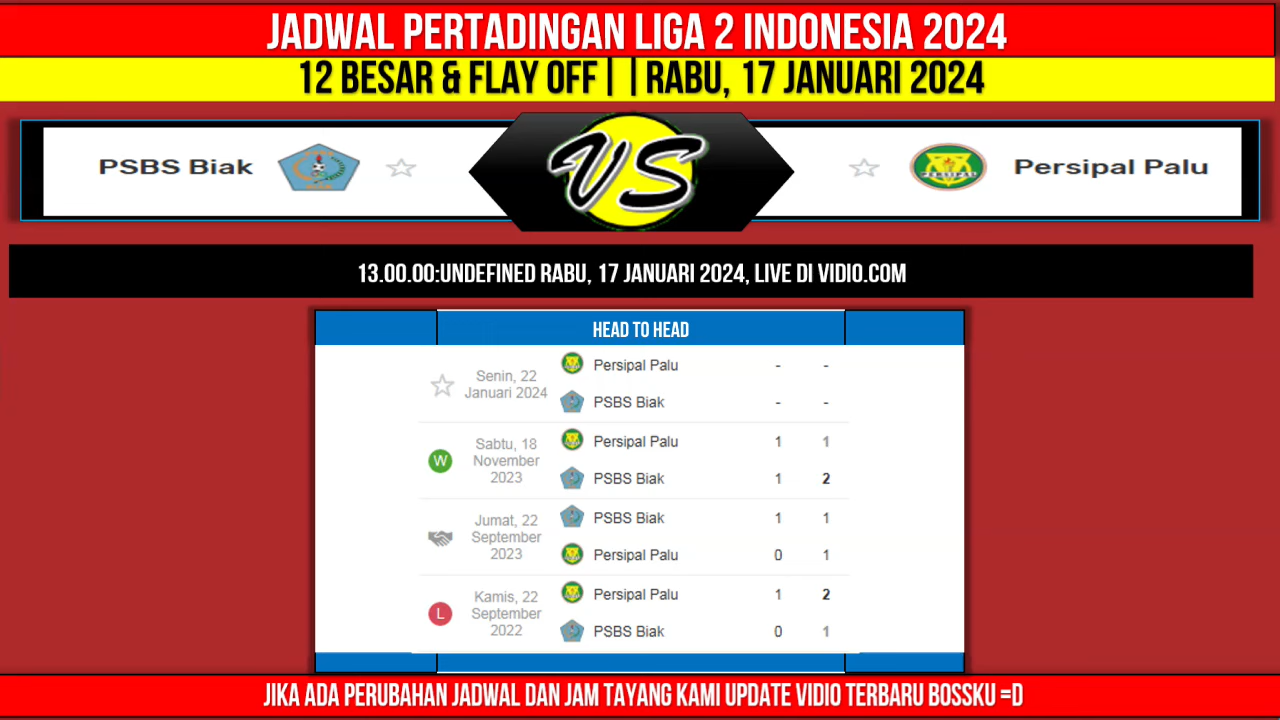 JADWAL PERTADINGAN LIGA 2 INDONESIA 2024
12 BESAR & FLAY OFF| |RABU, 17 JANUARI 2024
PSBS Biak
VS
PERSIPAL
Persipal Palu
13.00.00:UNDEFINED RABU, 17 JANUARI 2024, LIVE DI VIDIO.COM
HEAD TO HEAD
Senin, 22
Januari 2024
Persipal Palu - -
PSBS Biak - -
W
Sabtu, 18
November
2023
Persipal Palu 1 1
PSBS Biak 1 2
Jumat, 22
September
2023
PSBS Biak 1 1
Persipal Palu 0 1
L
Kamis, 22
September
2022
Persipal Palu 1 2
PSBS Biak 0 1
JIKA ADA PERUBAHAN JADWAL DAN JAM TAYANG KAMI UPDATE VIDIO TERBARU BOSSKU =D